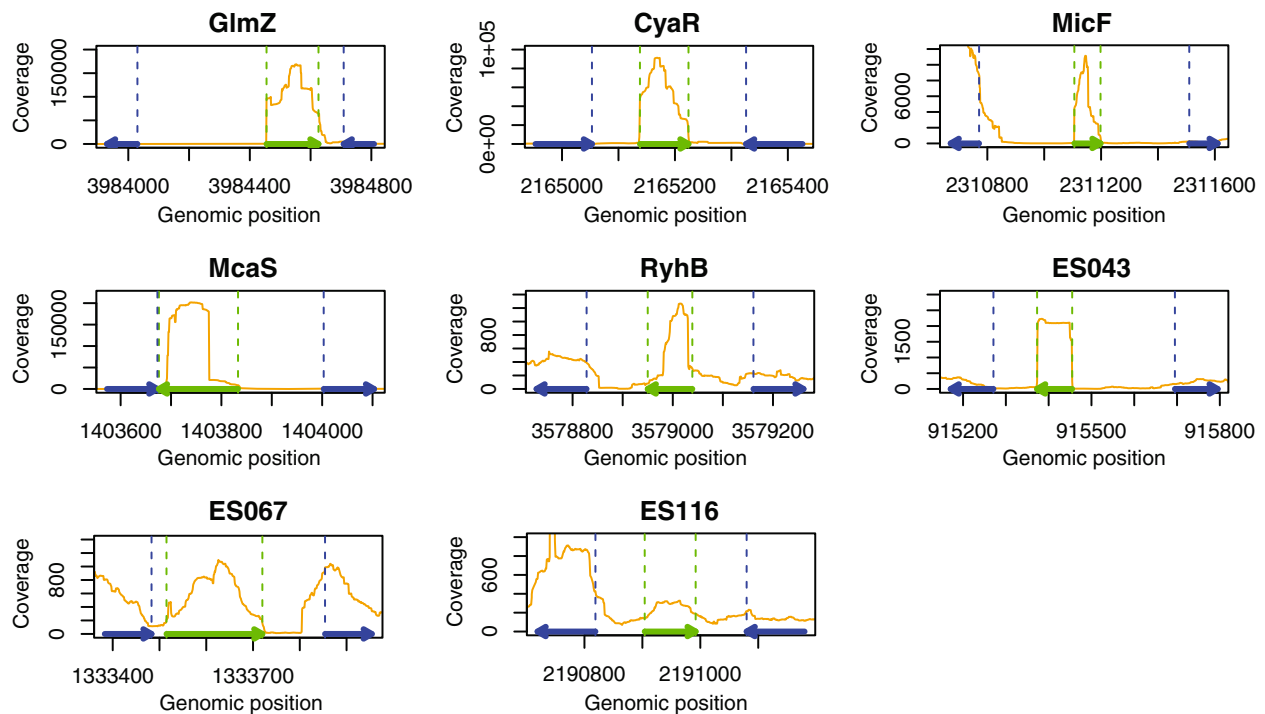 GlmZ
Coverage
0
150000
3984000
3984400
3984800
Genomic position
CyaR
Coverage
0e+00
1e+05
2165000
2165200
2165400
Genomic position
MicF
Coverage
0
6000
2310800
2311200
2311600
Genomic position
McaS
Coverage
0
150000
1403600
1403800
1404000
Genomic position
RyhB
Coverage
0
800
3578800
3579000
3579200
Genomic position
ES043
Coverage
0
1500
915200
915500
915800
Genomic position
ES067
Coverage
0
800
1333400
1333700
Genomic position
ES116
Coverage
0
600
2190800
2191000
Genomic position